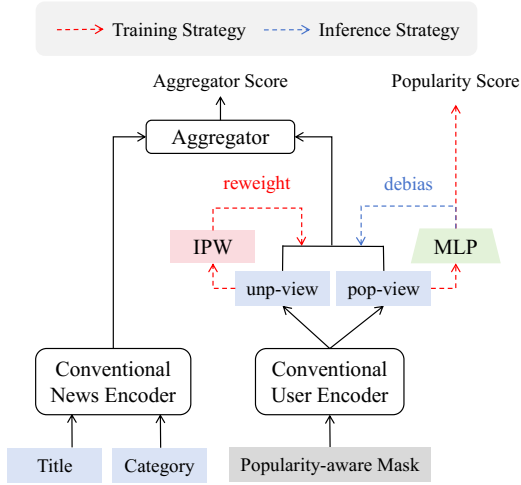 Training Strategy
Inference Strategy
Aggregator Score
Popularity Score
Aggregator
reweight
debias
IPW
MLP
unp-view
pop-view
Conventional
News Encoder
Conventional
User Encoder
Title
Category
Popularity-aware Mask